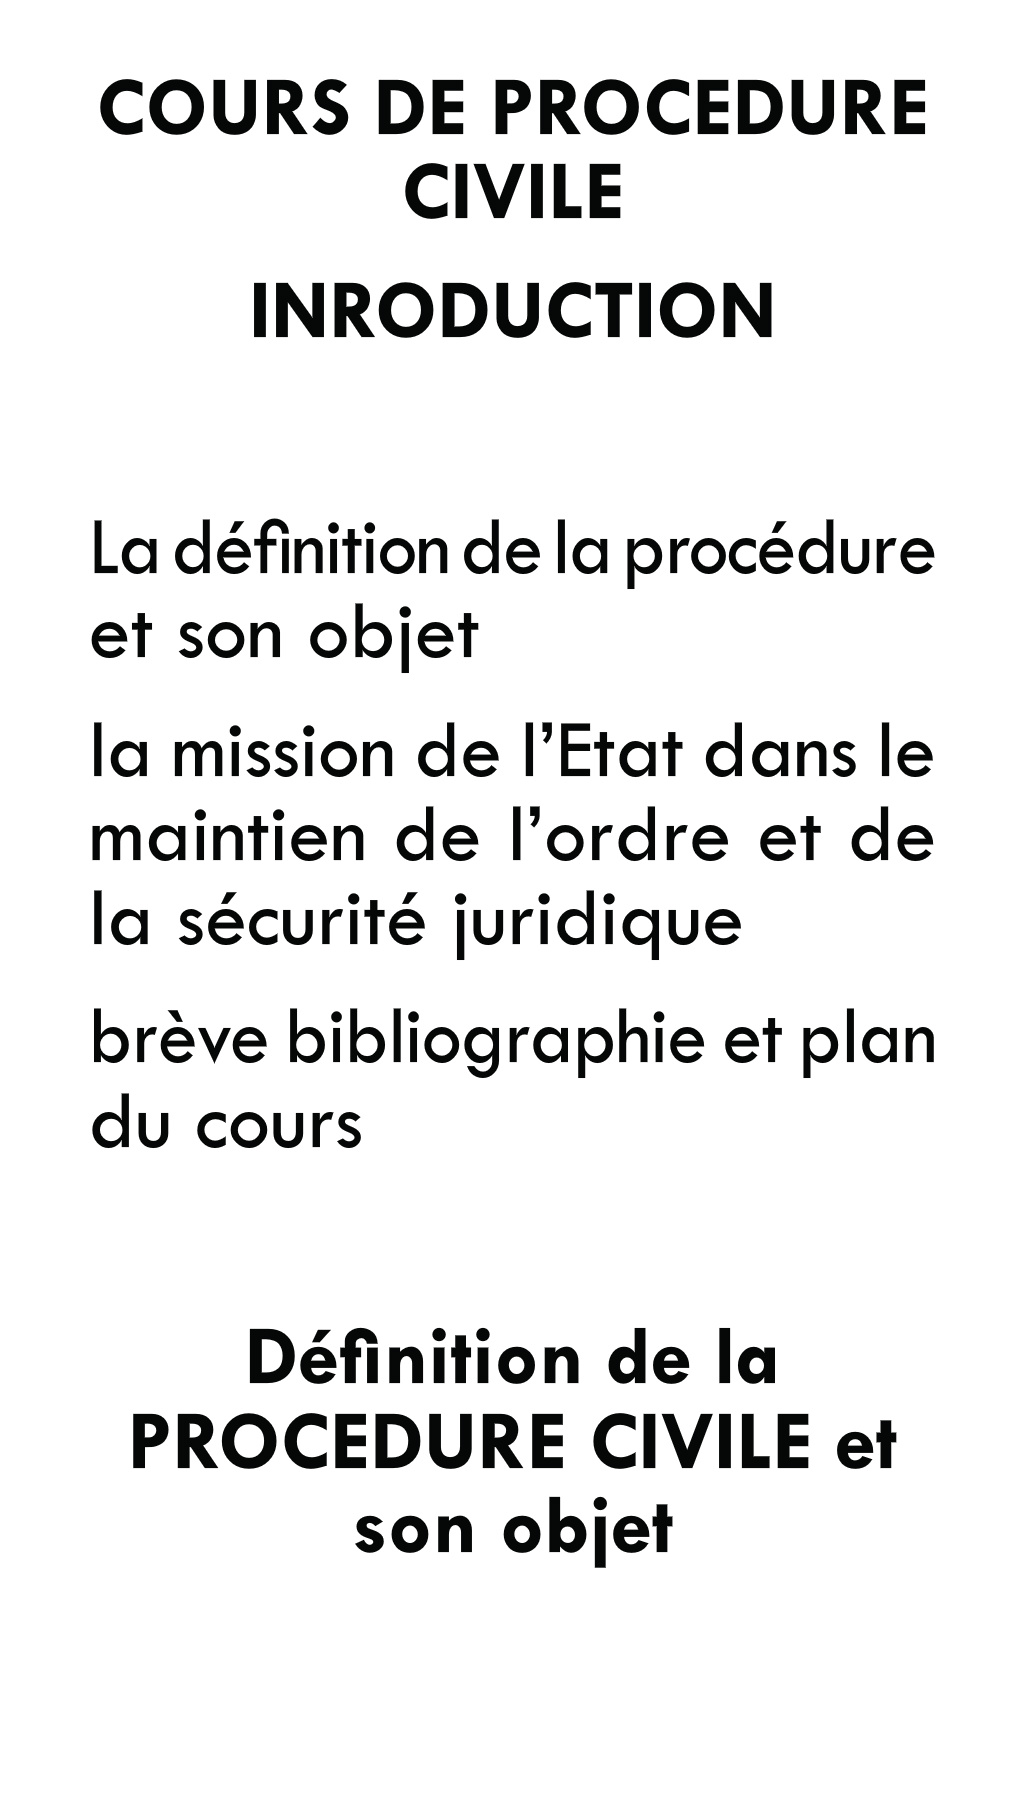 COURS DE PROCEDURE
CIVILE
INRODUCTION
La définition de la procédure
et son objet
la mission de l’Etat dans le
maintien de l’ordre et de
la sécurité juridique
brève bibliographie et plan
du cours
Définition de la
PROCEDURE CIVILE et
son objet